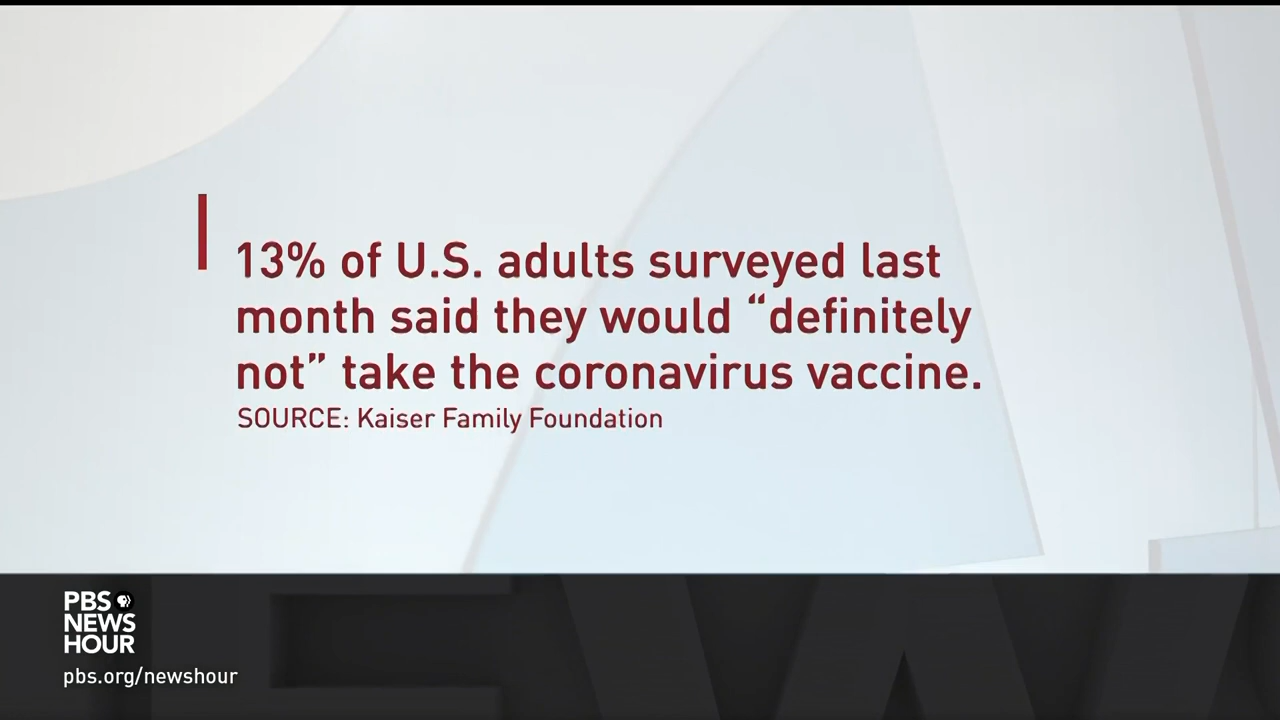 13% of U.S. adults surveyed last
month said they would “definitely
not” take the coronavirus vaccine.
SOURCE: Kaiser Family Foundation
PBS
NEWS
HOUR
pbs.org/newshour